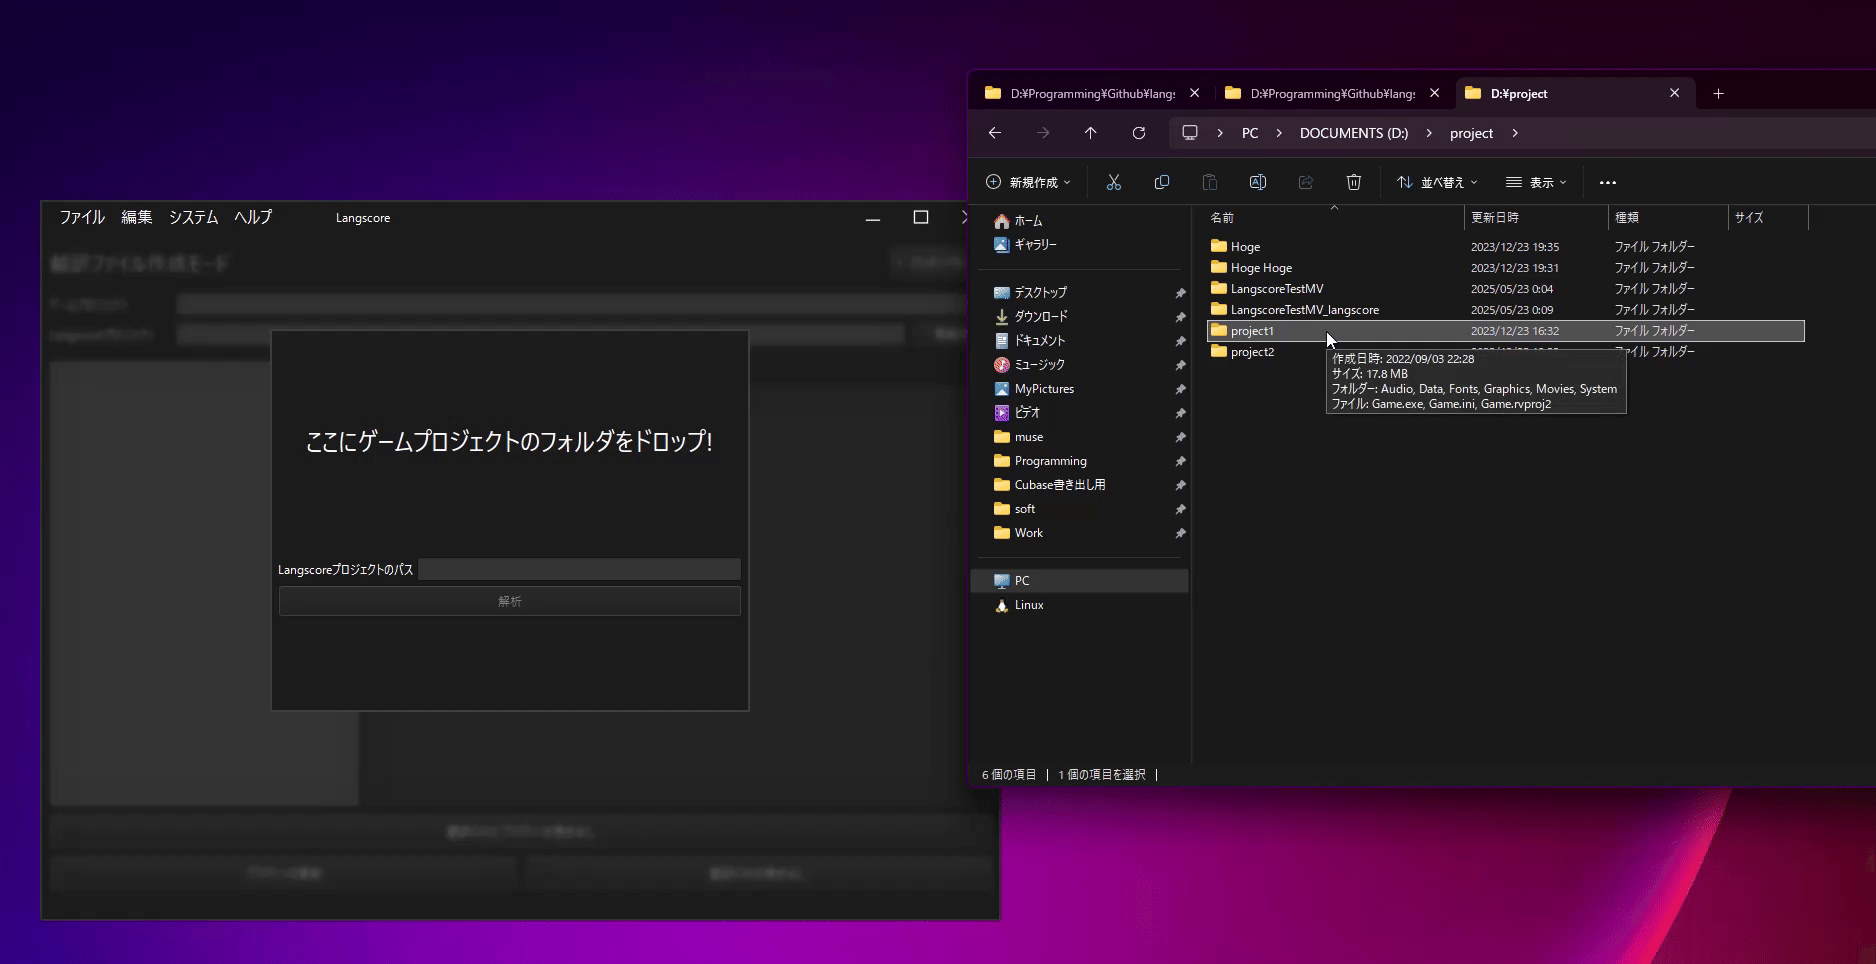 ファイル 編集 システム ヘルプ Langscore
翻訳ファイル作成モード
ここにゲームプロジェクトのフォルダをドロップ!
Langscoreプロジェクトのパス
解析
D:¥Programming¥Github¥lang
D:¥Programming¥Github¥lang
D:¥project
PC
DOCUMENTS (D:)
project
新規作成
並べ替え
表示
ホーム
ギャラリー
デスクトップ
ダウンロード
ドキュメント
ミュージック
MyPictures
ビデオ
muse
Programming
Cubase書き出し用
soft
Work
PC
Linux
名前 更新日時 種類 サイズ
Hoge 2023/12/23 19:35 ファイル フォルダー
Hoge Hoge 2023/12/23 19:31 ファイル フォルダー
LangscoreTestMV 2025/05/23 0:04 ファイル フォルダー
LangscoreTestMV_langscore 2025/05/23 0:09 ファイル フォルダー
project1 2023/12/23 16:32 ファイル フォルダー
project2 フォルダー
作成日時: 2022/09/03 22:28
サイズ: 17.8 MB
フォルダー: Audio, Data, Fonts, Graphics, Movies, System
ファイル: Game.exe, Game.ini, Game.rvproj2
6 個の項目 1 個の項目を選択